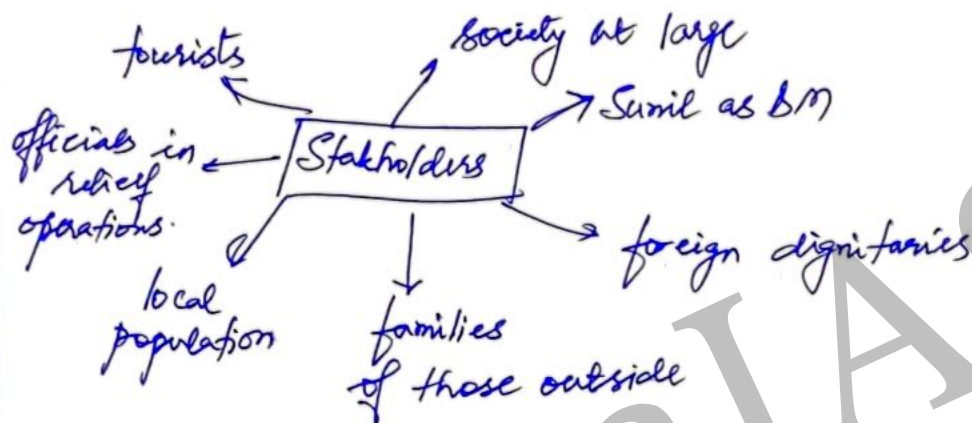 society at large
tourists
Sunil as DM
officials in
relief
operations.
Stakholders
foreign dignitaries
local
population
families
of those outside